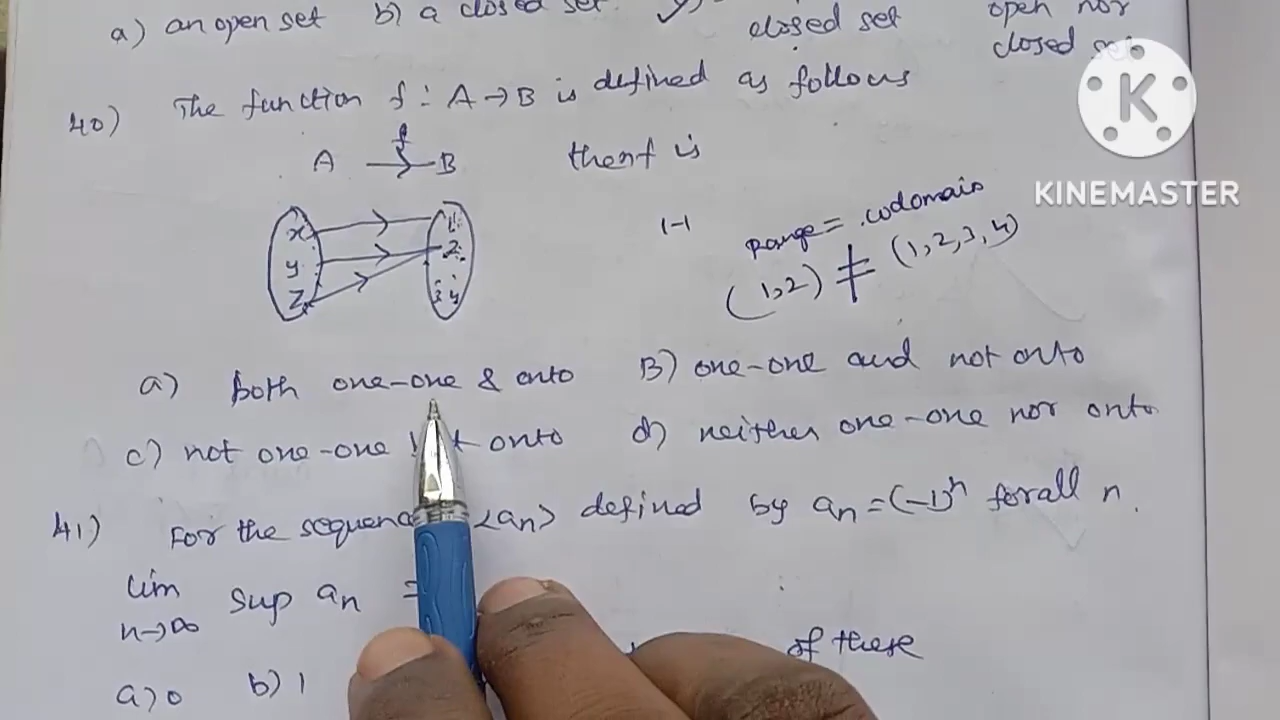 a) an open set b) a closed set closed set open nor closed set
40) The function f : A → B is defined as follows
A f → B then f is
x 1
y 2
z 3 4
1-1 Range = codomain
(1,2) ≠ (1,2,3,4)
a) both one-one & onto B) one-one and not onto
c) not one-one onto d) neither one-one nor onto
41) For the sequence <an> defined by an = (-1)^n for all n.
lim n→∞ sup an =
a) 0 b) 1 of these
K
KINEMASTER